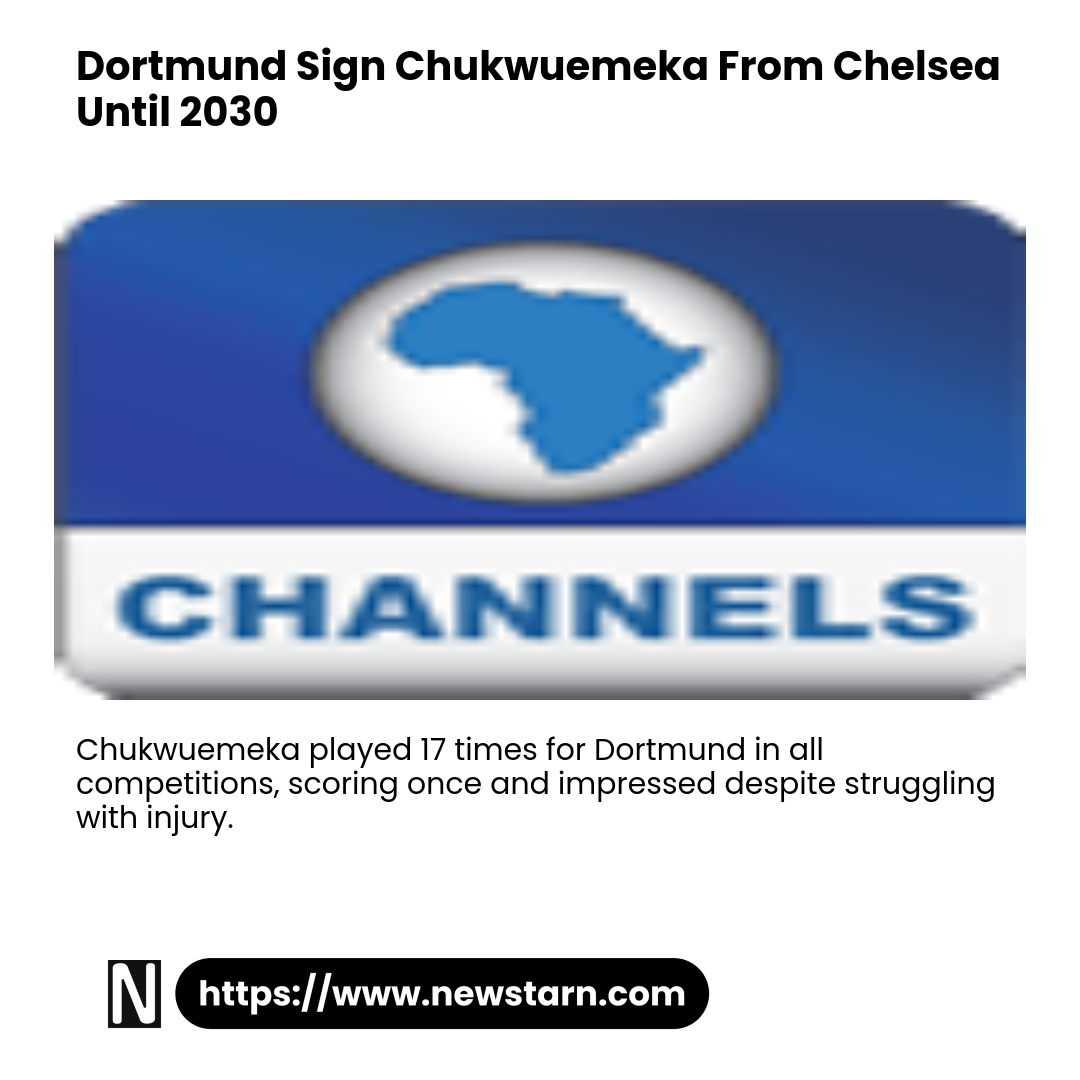 Dortmund Sign Chukwuemeka From Chelsea
Until 2030
CHANNELS
Chukwuemeka played 17 times for Dortmund in all
competitions, scoring once and impressed despite struggling
with injury.
N
https://www.newstarn.com